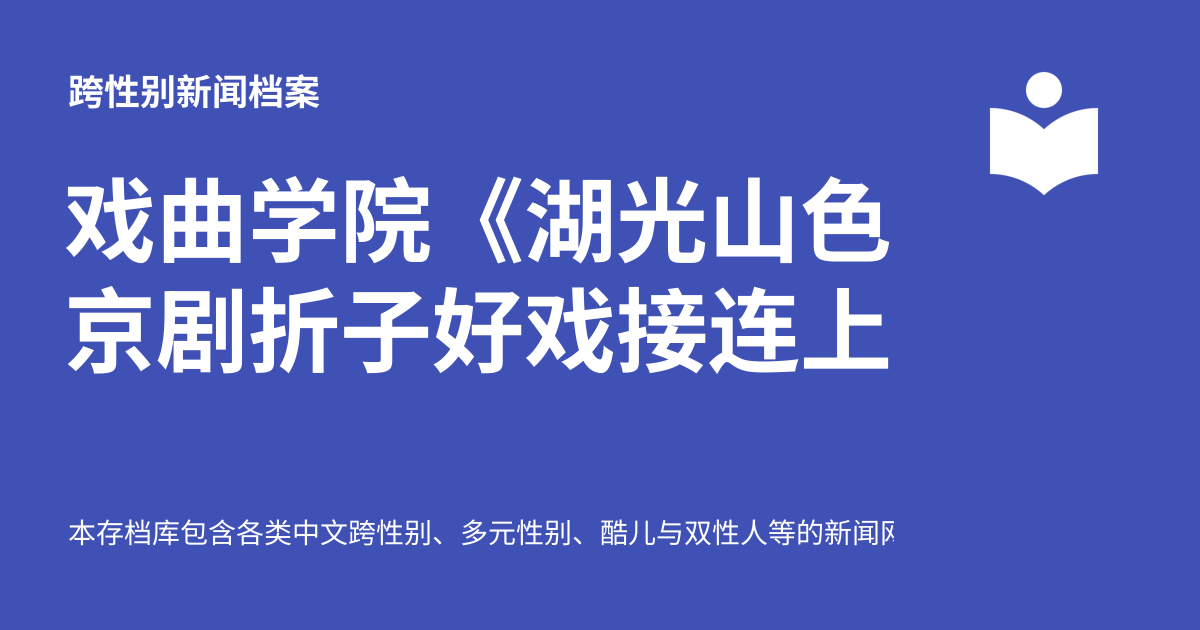 跨性别新闻档案
戏曲学院《湖光山色
京剧折子好戏接连上
本存档库包含各类中文跨性别、多元性别、酷儿与双性人等的新闻